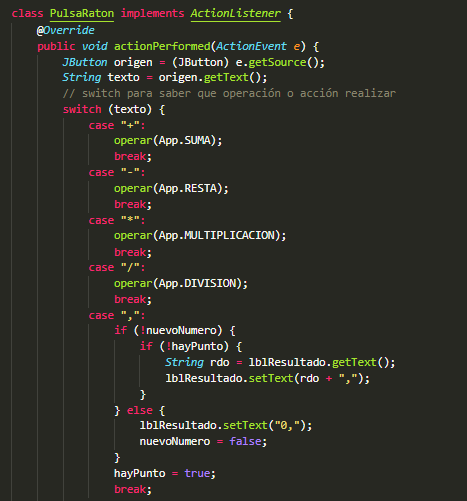 class PulsaRaton implements ActionListener {
@Override
public void actionPerformed(ActionEvent e) {
JButton origen = (JButton) e.getSource();
String texto = origen.getText();
// switch para saber que operación o acción realizar
switch (texto) {
case "+":
operar(App.SUMA);
break;
case "-":
operar(App.RESTA);
break;
case "*":
operar(App.MULTIPLICACION);
break;
case "/":
operar(App.DIVISION);
break;
case ",":
if (!nuevoNumero) {
if (!hayPunto) {
String rdo = lblResultado.getText();
lblResultado.setText(rdo + ",");
}
} else {
lblResultado.setText("0,");
nuevoNumero = false;
}
hayPunto = true;
break;